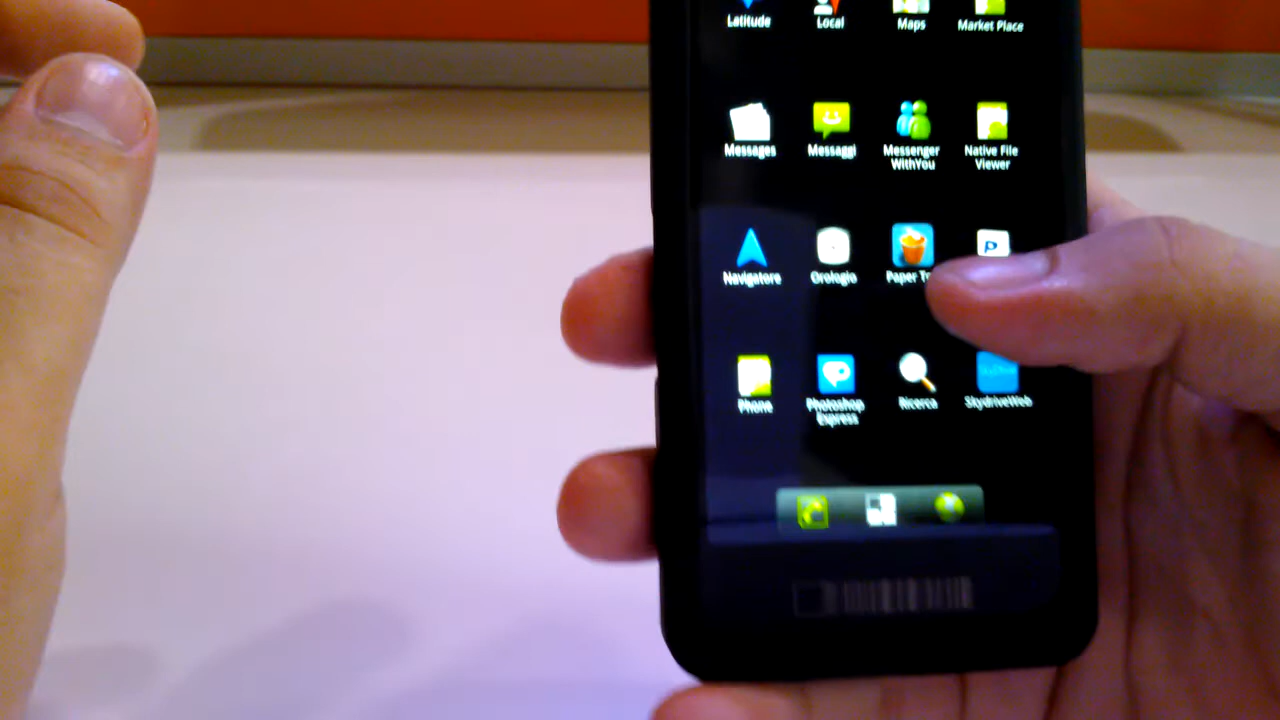 Latitude
Local
Maps
Market Place
Messages
Messaggi
Messenger
WithYou
Native File
Viewer
Navigatore
Orologio
Paper
P
Phone
Photoshop
Express
Ricerca
SkydriveWeb